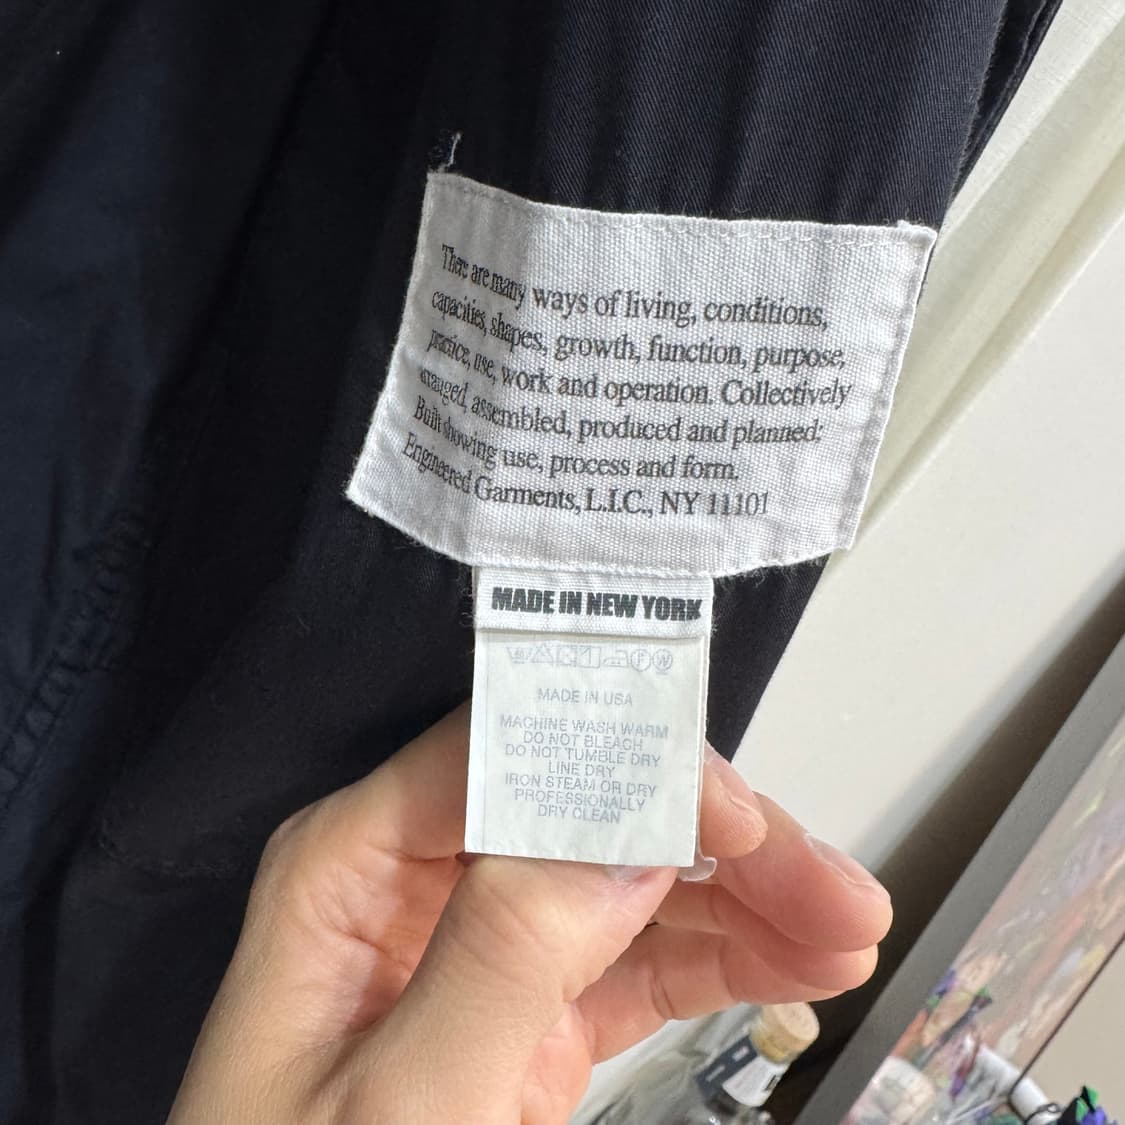 There are many ways of living, conditions,
capacities, shapes, growth, function, purpose,
practice, use, work and operation. Collectively
arranged, assembled, produced and planned:
Built showing use, process and form.
Engineered Garments, L.I.C., NY 11101
MADE IN NEW YORK
MADE IN USA
MACHINE WASH WARM
DO NOT BLEACH
DO NOT TUMBLE DRY
LINE DRY
IRON STEAM OR DRY
PROFESSIONALLY
DRY CLEAN